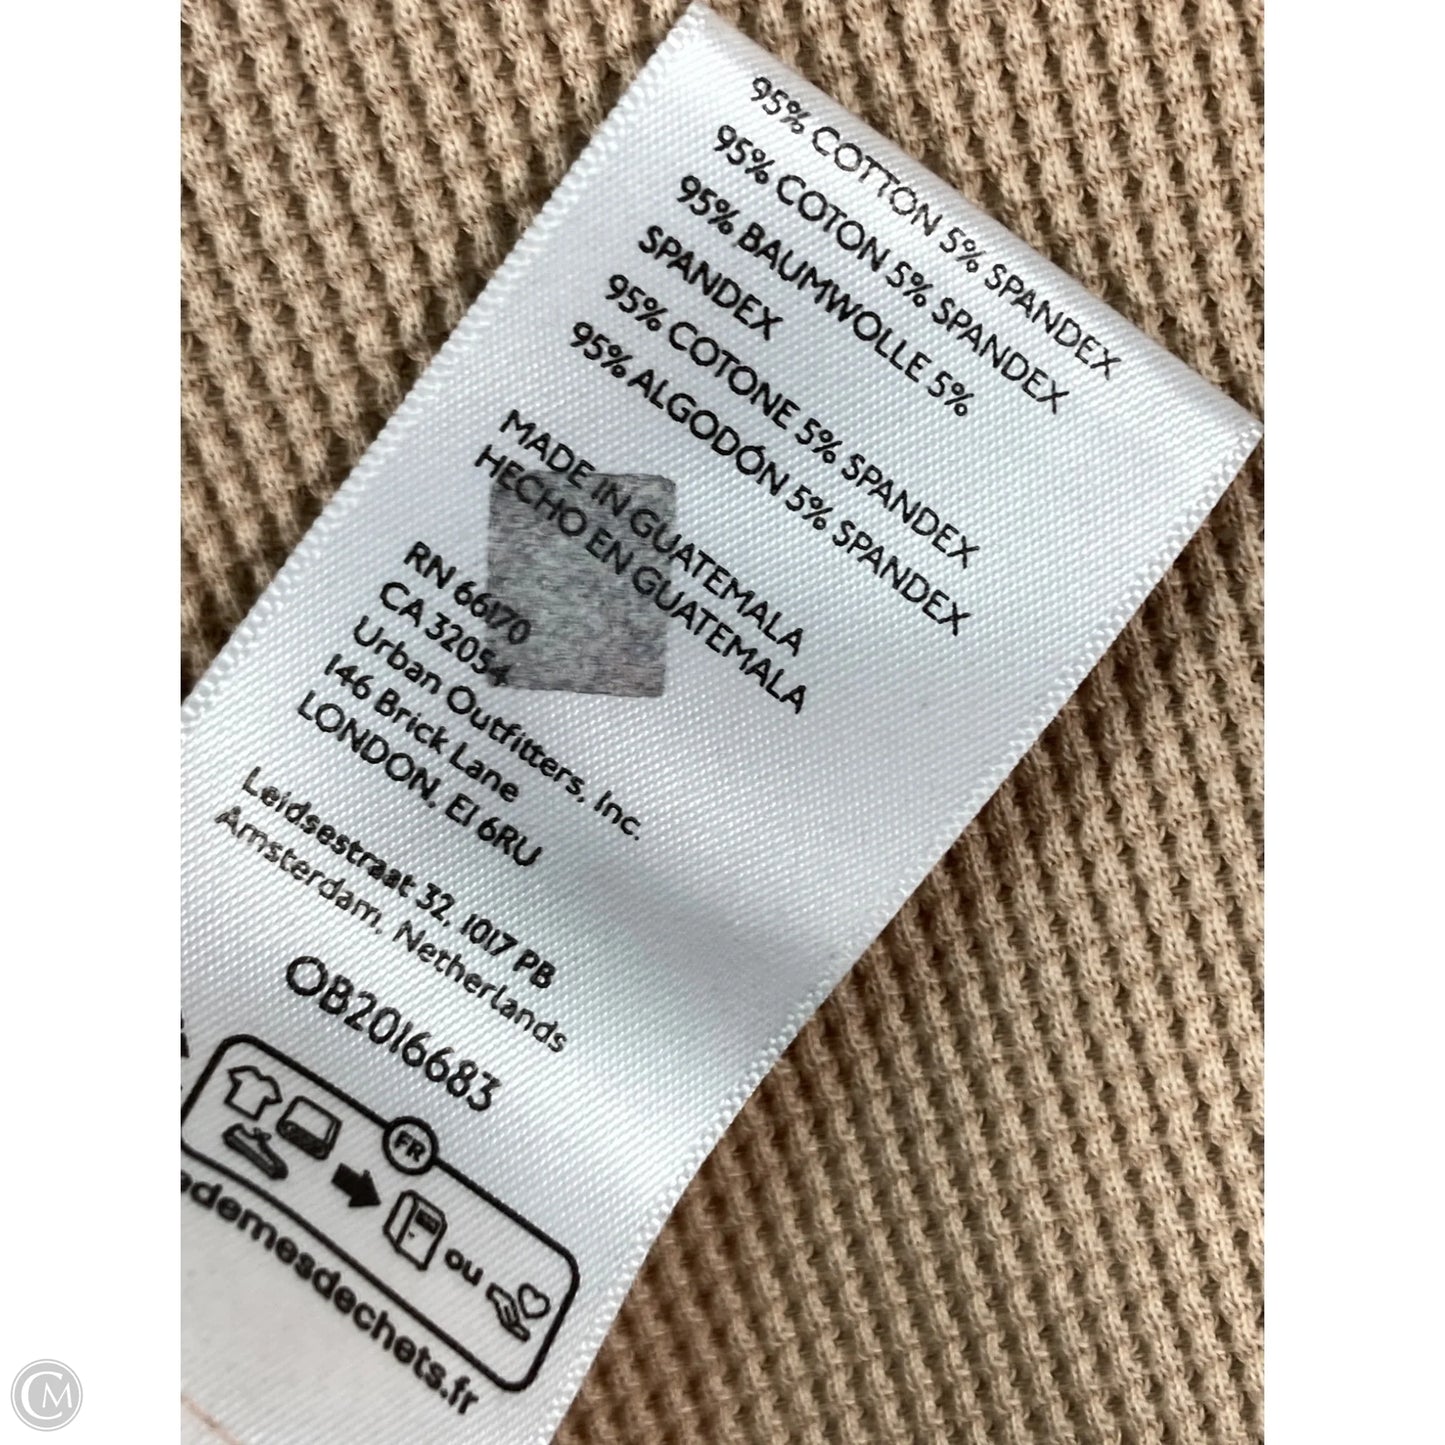 95% COTTON 5% SPANDEX
95% COTON 5% SPANDEX
95% BAUMWOLLE 5%
SPANDEX
95% COTONE 5% SPANDEX
95% ALGODÓN 5% SPANDEX
MADE IN GUATEMALA
HECHO EN GUATEMALA
RN 66170
CA 32054
Urban Outfitters, Inc.
146 Brick Lane
LONDON, E1 6RU
Leidsestraat 32, 1017 PB
Amsterdam, Netherlands
OB2016683
FR
ou
demesdechets.fr
CM